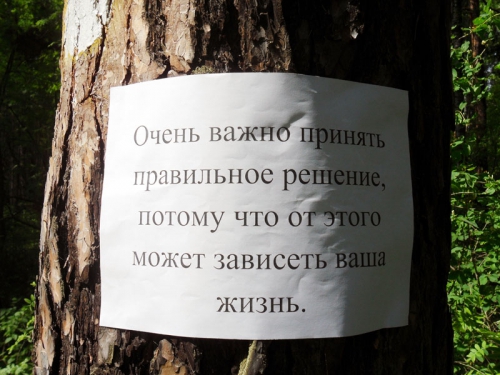 Очень важно принять
правильное решение,
потому что от этого
может зависеть ваша
жизнь.